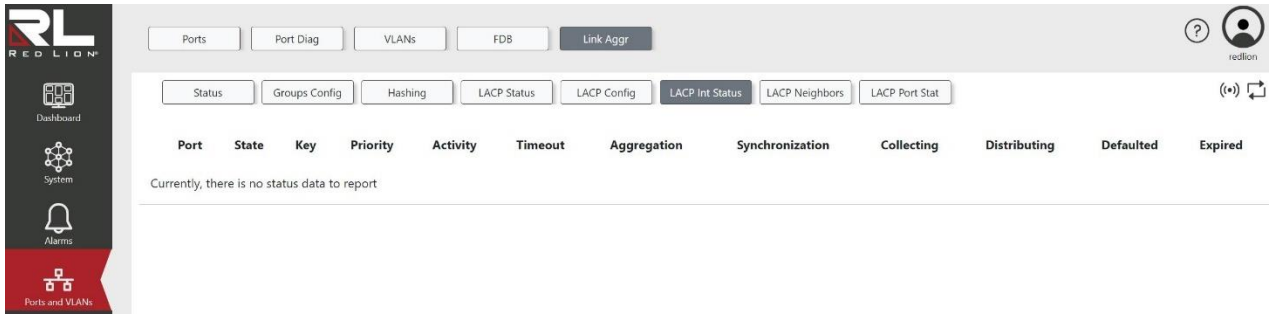 RL
RED LION®
Ports Port Diag VLANs FDB Link Aggr
?
redlion
Status Groups Config Hashing LACP Status LACP Config LACP Int Status LACP Neighbors LACP Port Stat
Dashboard
Port State Key Priority Activity Timeout Aggregation Synchronization Collecting Distributing Defaulted Expired
System
Currently, there is no status data to report
Alarms
Ports and VLANs